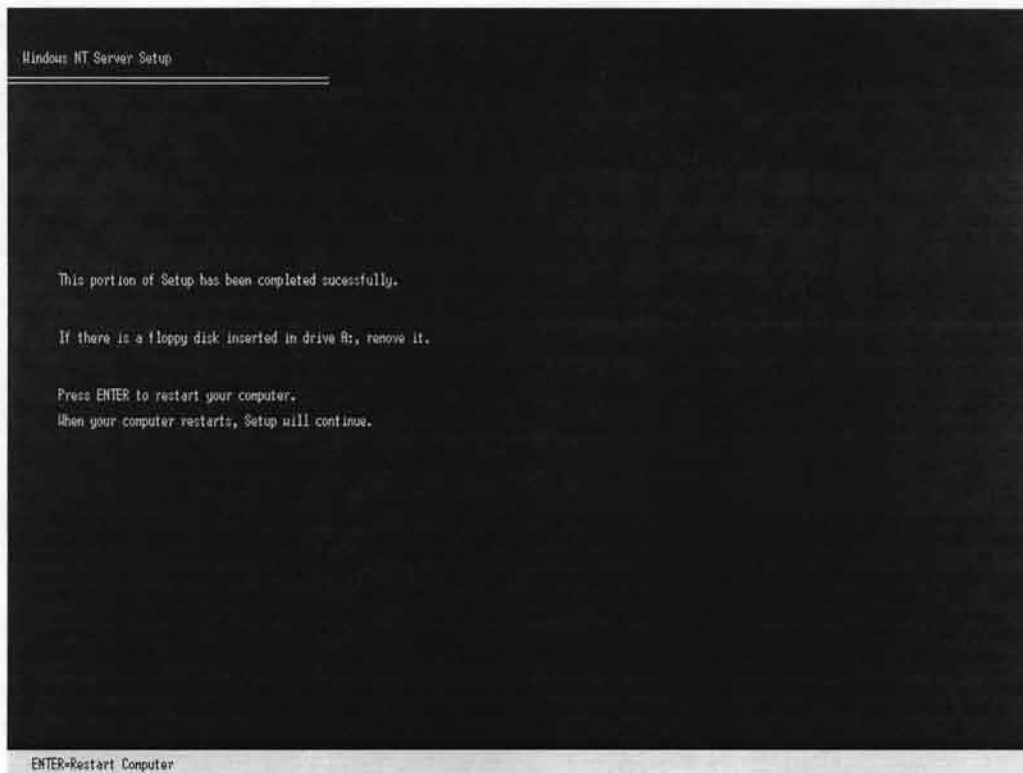 Windows NT Server Setup
This portion of Setup has been completed sucessfully.
If there is a floppy disk inserted in drive A:, remove it.
Press ENTER to restart your computer.
When your computer restarts, Setup will continue.
ENTER=Restart Computer